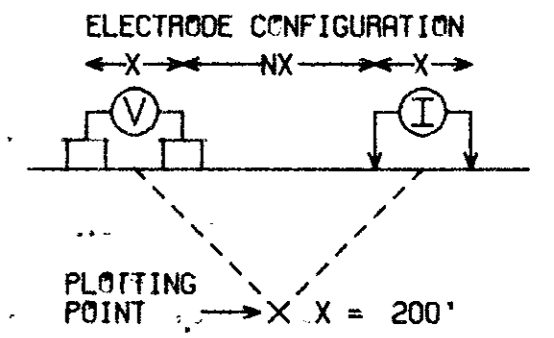 ELECTRODE CONFIGURATION
X NX X
V I
PLOTTING
POINT X X = 200'